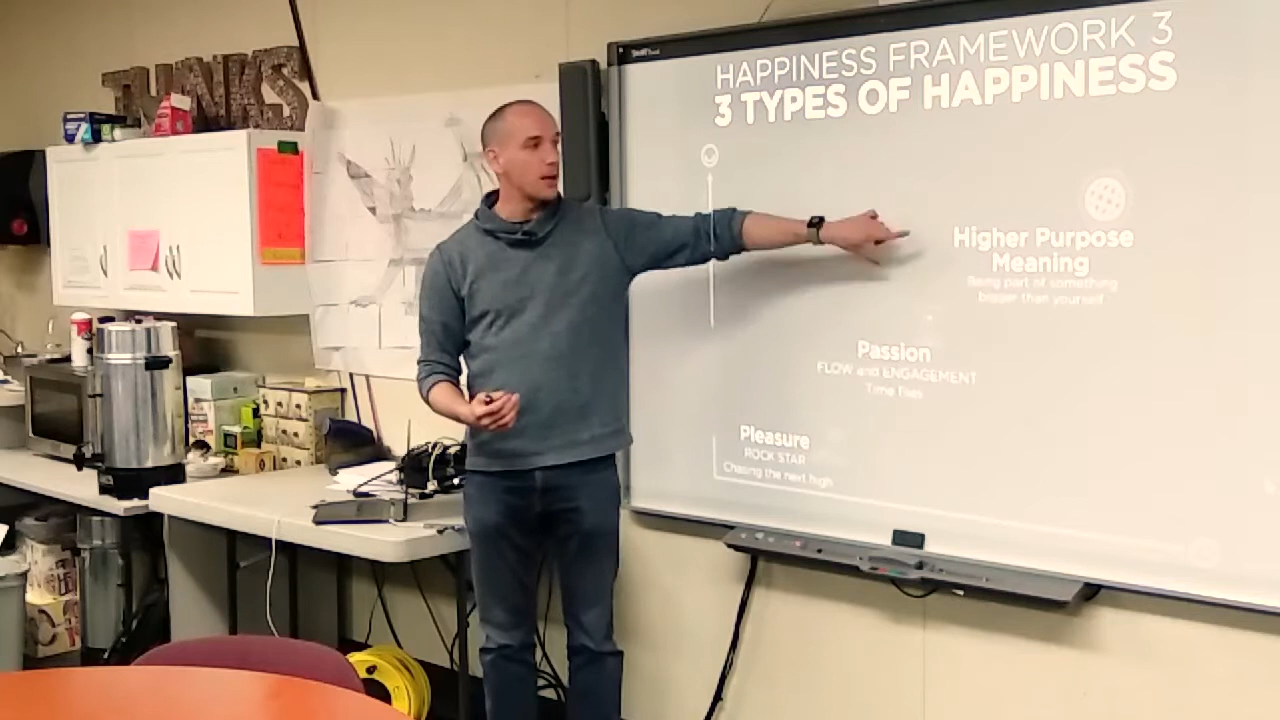 THUNKS
HAPPINESS FRAMEWORK 3
3 TYPES OF HAPPINESS
Higher Purpose
Meaning
Being part of something
bigger than yourself
Passion
FLOW and ENGAGEMENT
Time flies
Pleasure
ROCK STAR
Chasing the next high